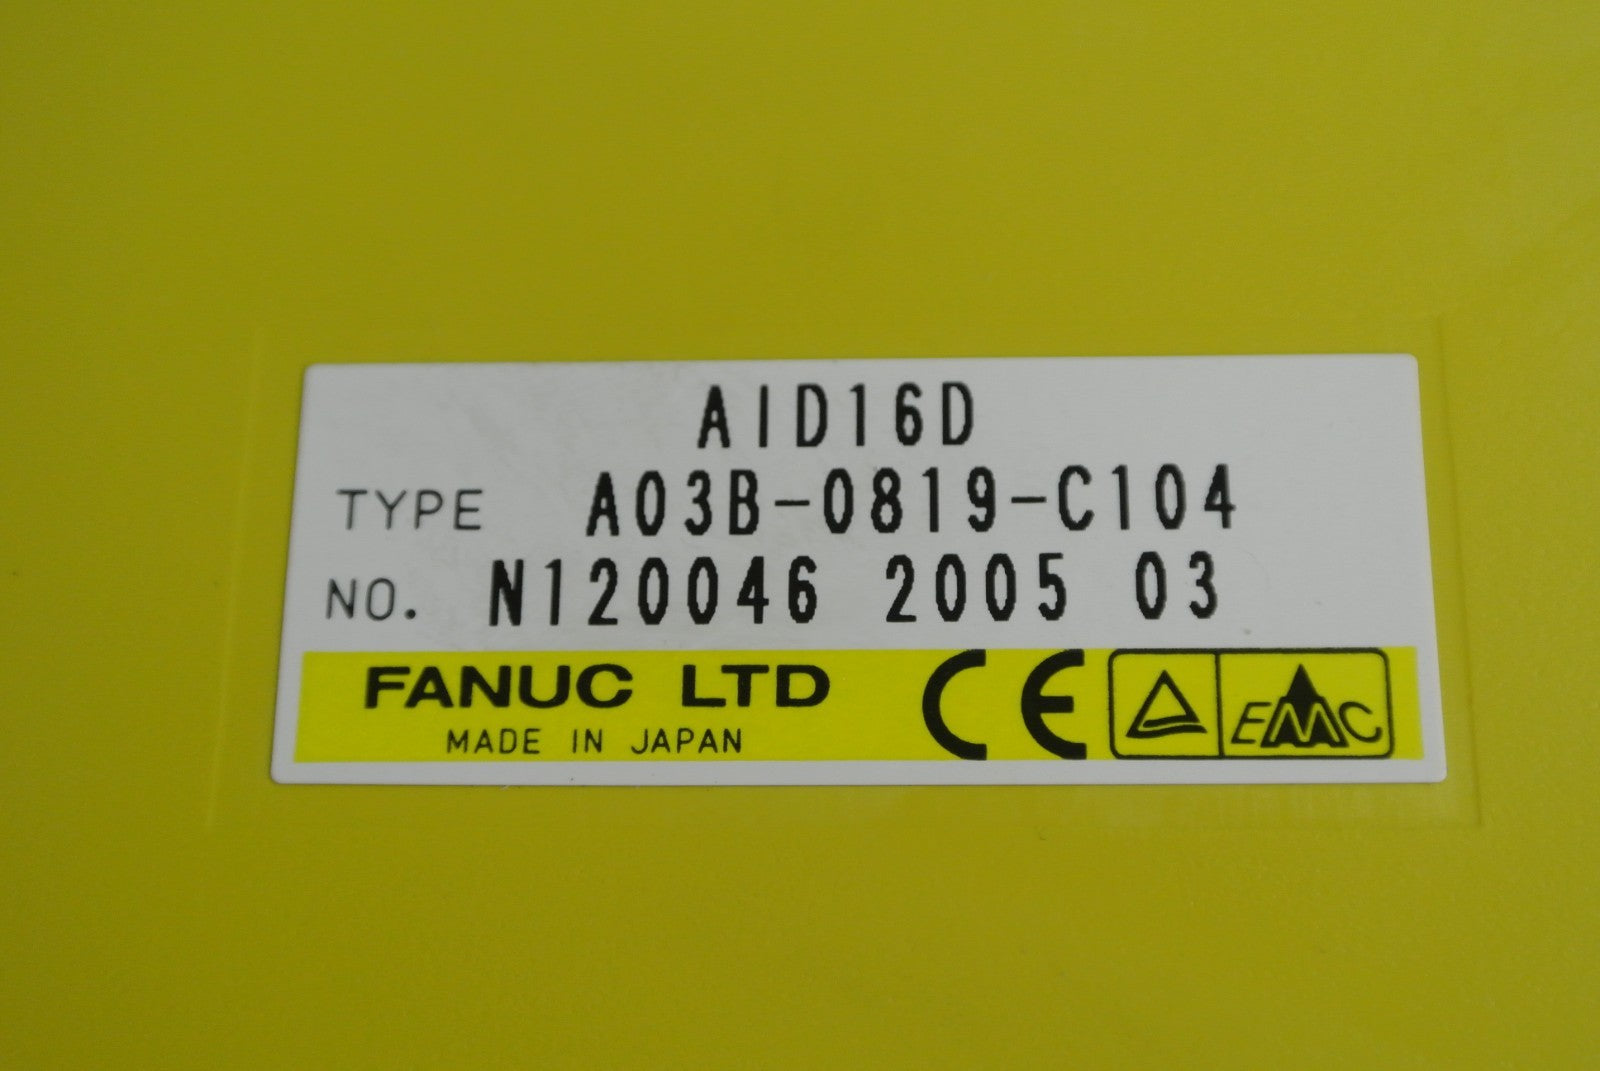 AID16D
TYPE A03B-0819-C104
NO. N120046 2005 03
FANUC LTD CE EMC
MADE IN JAPAN